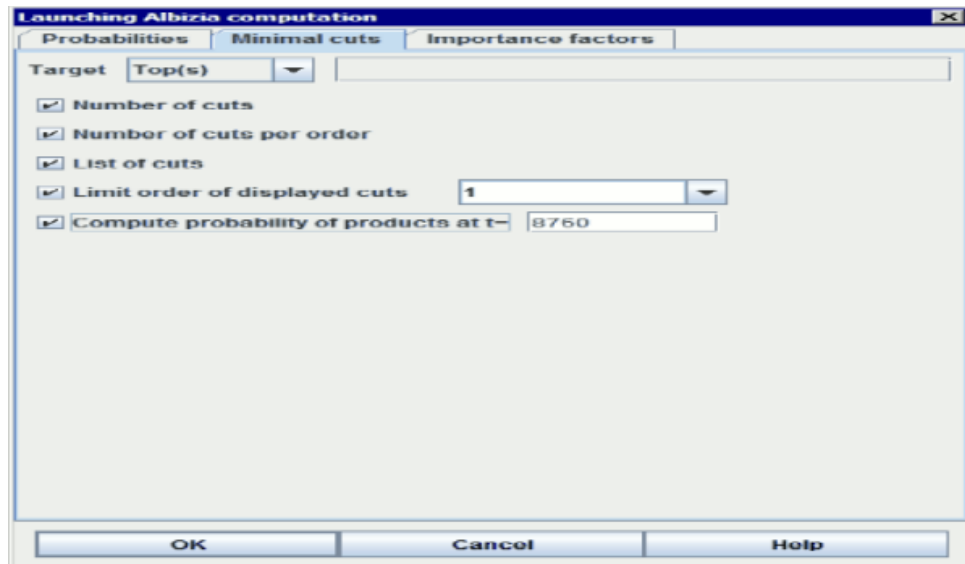 Launching Albizia computation
Probabilities Minimal cuts Importance factors
Target Top(s)
Number of cuts
Number of cuts per order
List of cuts
Limit order of displayed cuts 1
Compute probability of products at t= 8760
OK Cancel Help